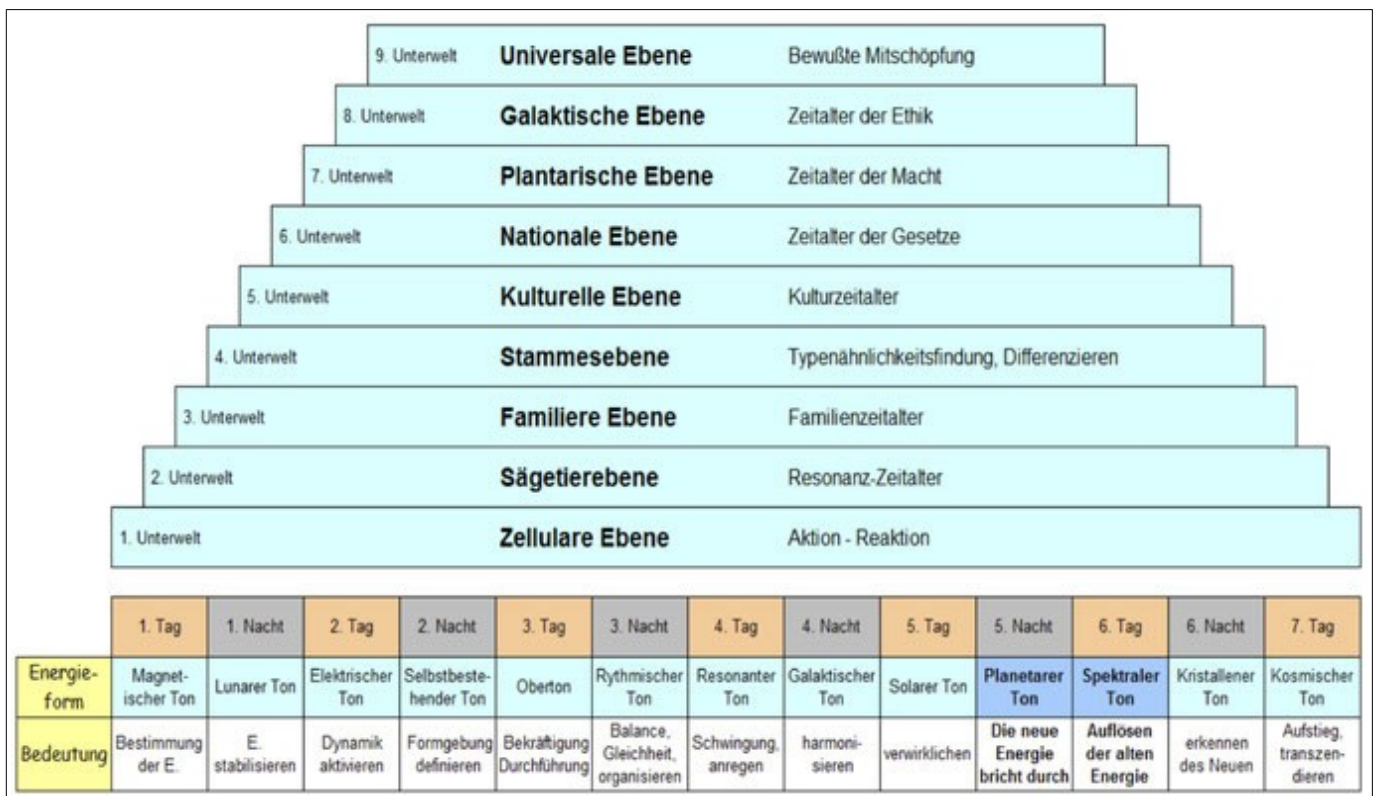 9. Unterwelt Universale Ebene Bewußte Mitschöpfung
8. Unterwelt Galaktische Ebene Zeitalter der Ethik
7. Unterwelt Plantarische Ebene Zeitalter der Macht
6. Unterwelt Nationale Ebene Zeitalter der Gesetze
5. Unterwelt Kulturelle Ebene Kulturzeitalter
4. Unterwelt Stammesebene Typenähnlichkeitsfindung, Differenzieren
3. Unterwelt Familiere Ebene Familienzeitalter
2. Unterwelt Sägetierebene Resonanz-Zeitalter
1. Unterwelt Zellulare Ebene Aktion - Reaktion
1. Tag 1. Nacht 2. Tag 2. Nacht 3. Tag 3. Nacht 4. Tag 4. Nacht 5. Tag 5. Nacht 6. Tag 6. Nacht 7. Tag
Energie-
form
Magnet-
ischer Ton
Lunarer Ton
Elektrischer
Ton
Selbstbeste-
hender Ton
Oberton
Rythmischer
Ton
Resonanter
Ton
Galaktischer
Ton
Solarer Ton
Planetarer
Ton
Spektraler
Ton
Kristallener
Ton
Kosmischer
Ton
Bedeutung
Bestimmung
der E.
E.
stabilisieren
Dynamik
aktivieren
Formgebung
definieren
Bekräftigung
Durchführung
Balance,
Gleichheit,
organisieren
Schwingung,
anregen
harmoni-
sieren
verwirklichen
Die neue
Energie
bricht durch
Auflösen
der alten
Energie
erkennen
des Neuen
Aufstieg,
transzen-
dieren